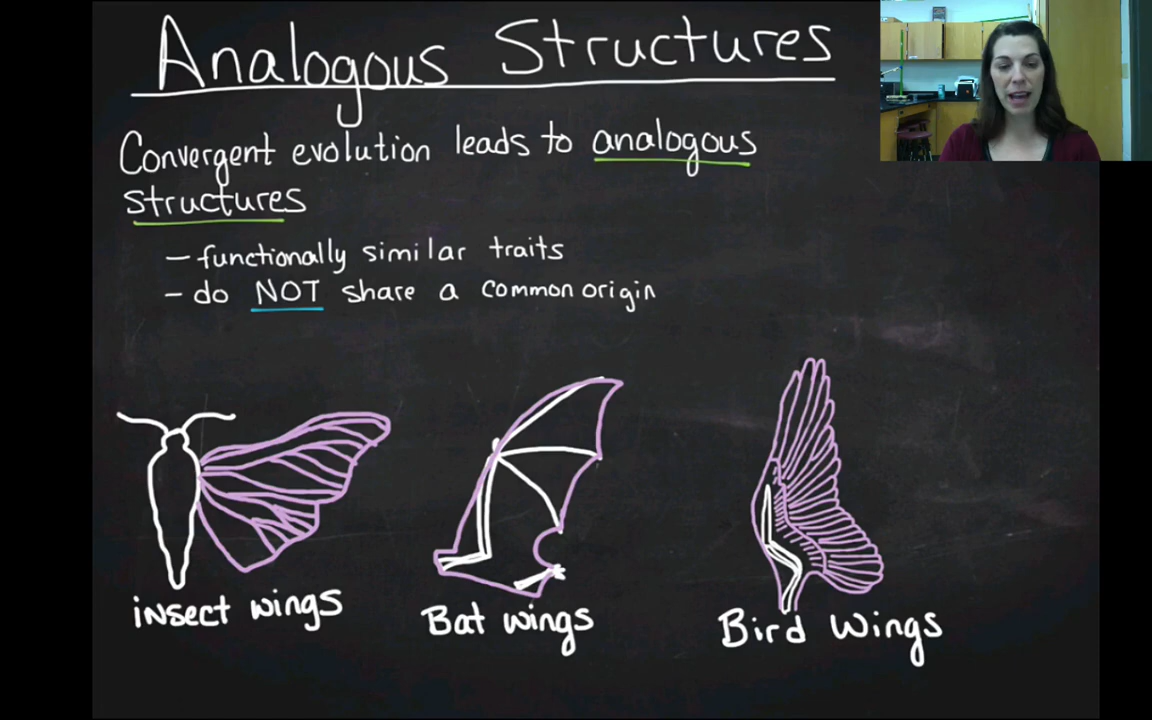 Analogous Structures
Convergent evolution leads to analogous
structures
- functionally similar traits
- do NOT share a common origin
insect wings
Bat wings
Bird Wings